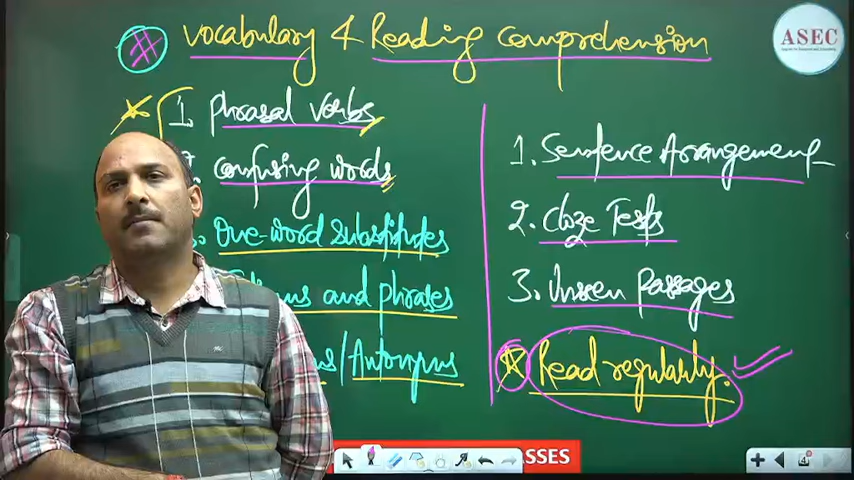 Vocabulary & Reading Comprehension
ASEC
1. Phrasal Verbs
Confusing words
One-word Substitutes
and phrases
/Antonyms
1. Sentence Arrangement
2. Cloze Tests
3. Unseen Passages
Read regularly.
SSES